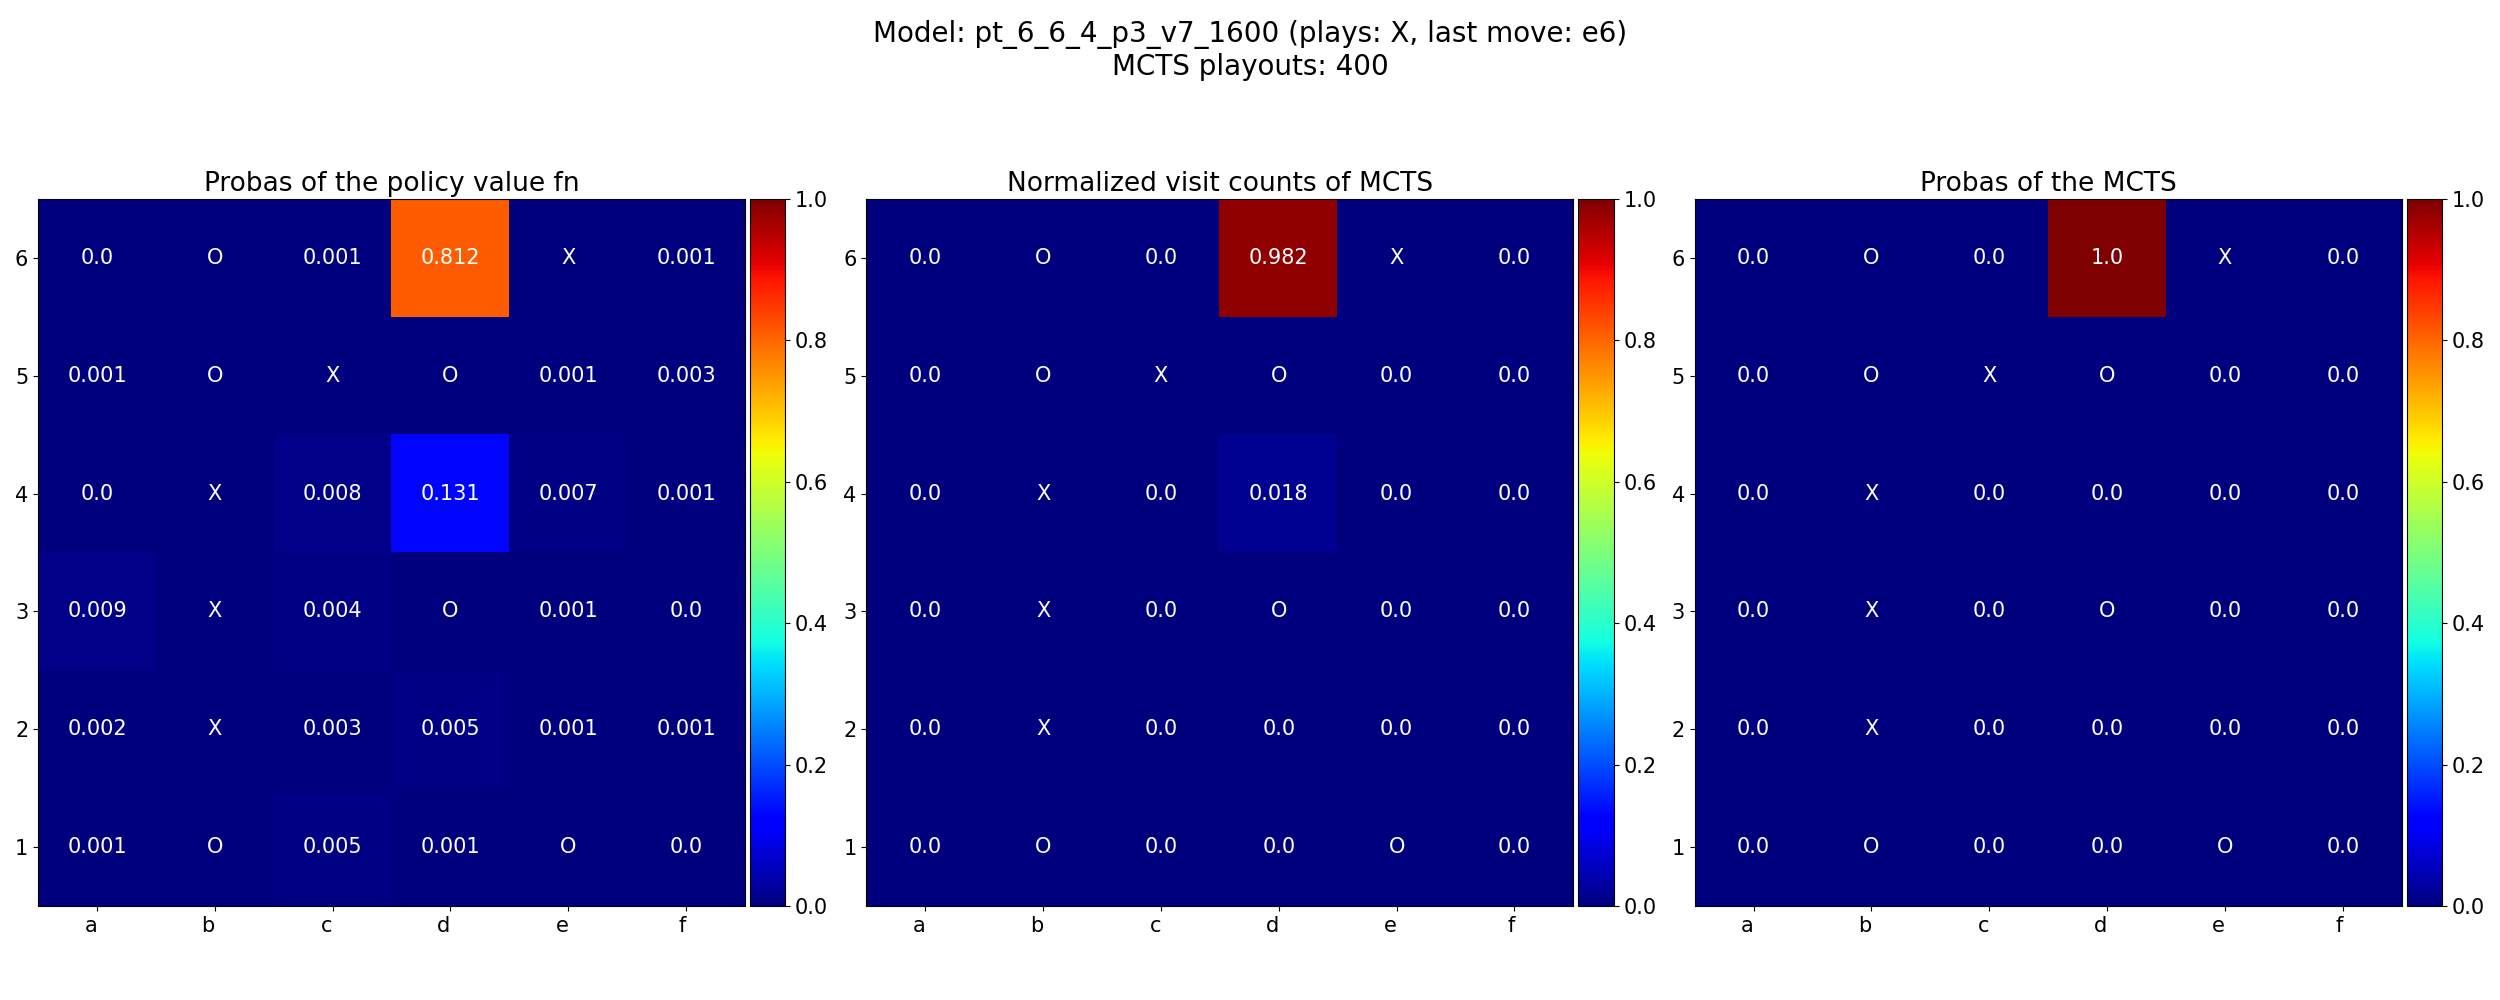 Model: pt_6_6_4_p3_v7_1600 (plays: X, last move: e6)
MCTS playouts: 400
Probas of the policy value fn
6 0.0 O 0.001 0.812 X 0.001
5 0.001 O X O 0.001 0.003
4 0.0 X 0.008 0.131 0.007 0.001
3 0.009 X 0.004 O 0.001 0.0
2 0.002 X 0.003 0.005 0.001 0.001
1 0.001 O 0.005 0.001 O 0.0
a b c d e f
1.0
0.8
0.6
0.4
0.2
0.0
Normalized visit counts of MCTS
6 0.0 O 0.0 0.982 X 0.0
5 0.0 O X O 0.0 0.0
4 0.0 X 0.0 0.018 0.0 0.0
3 0.0 X 0.0 O 0.0 0.0
2 0.0 X 0.0 0.0 0.0 0.0
1 0.0 O 0.0 0.0 O 0.0
a b c d e f
1.0
0.8
0.6
0.4
0.2
0.0
Probas of the MCTS
6 0.0 O 0.0 1.0 X 0.0
5 0.0 O X O 0.0 0.0
4 0.0 X 0.0 0.0 0.0 0.0
3 0.0 X 0.0 O 0.0 0.0
2 0.0 X 0.0 0.0 0.0 0.0
1 0.0 O 0.0 0.0 O 0.0
a b c d e f
1.0
0.8
0.6
0.4
0.2
0.0